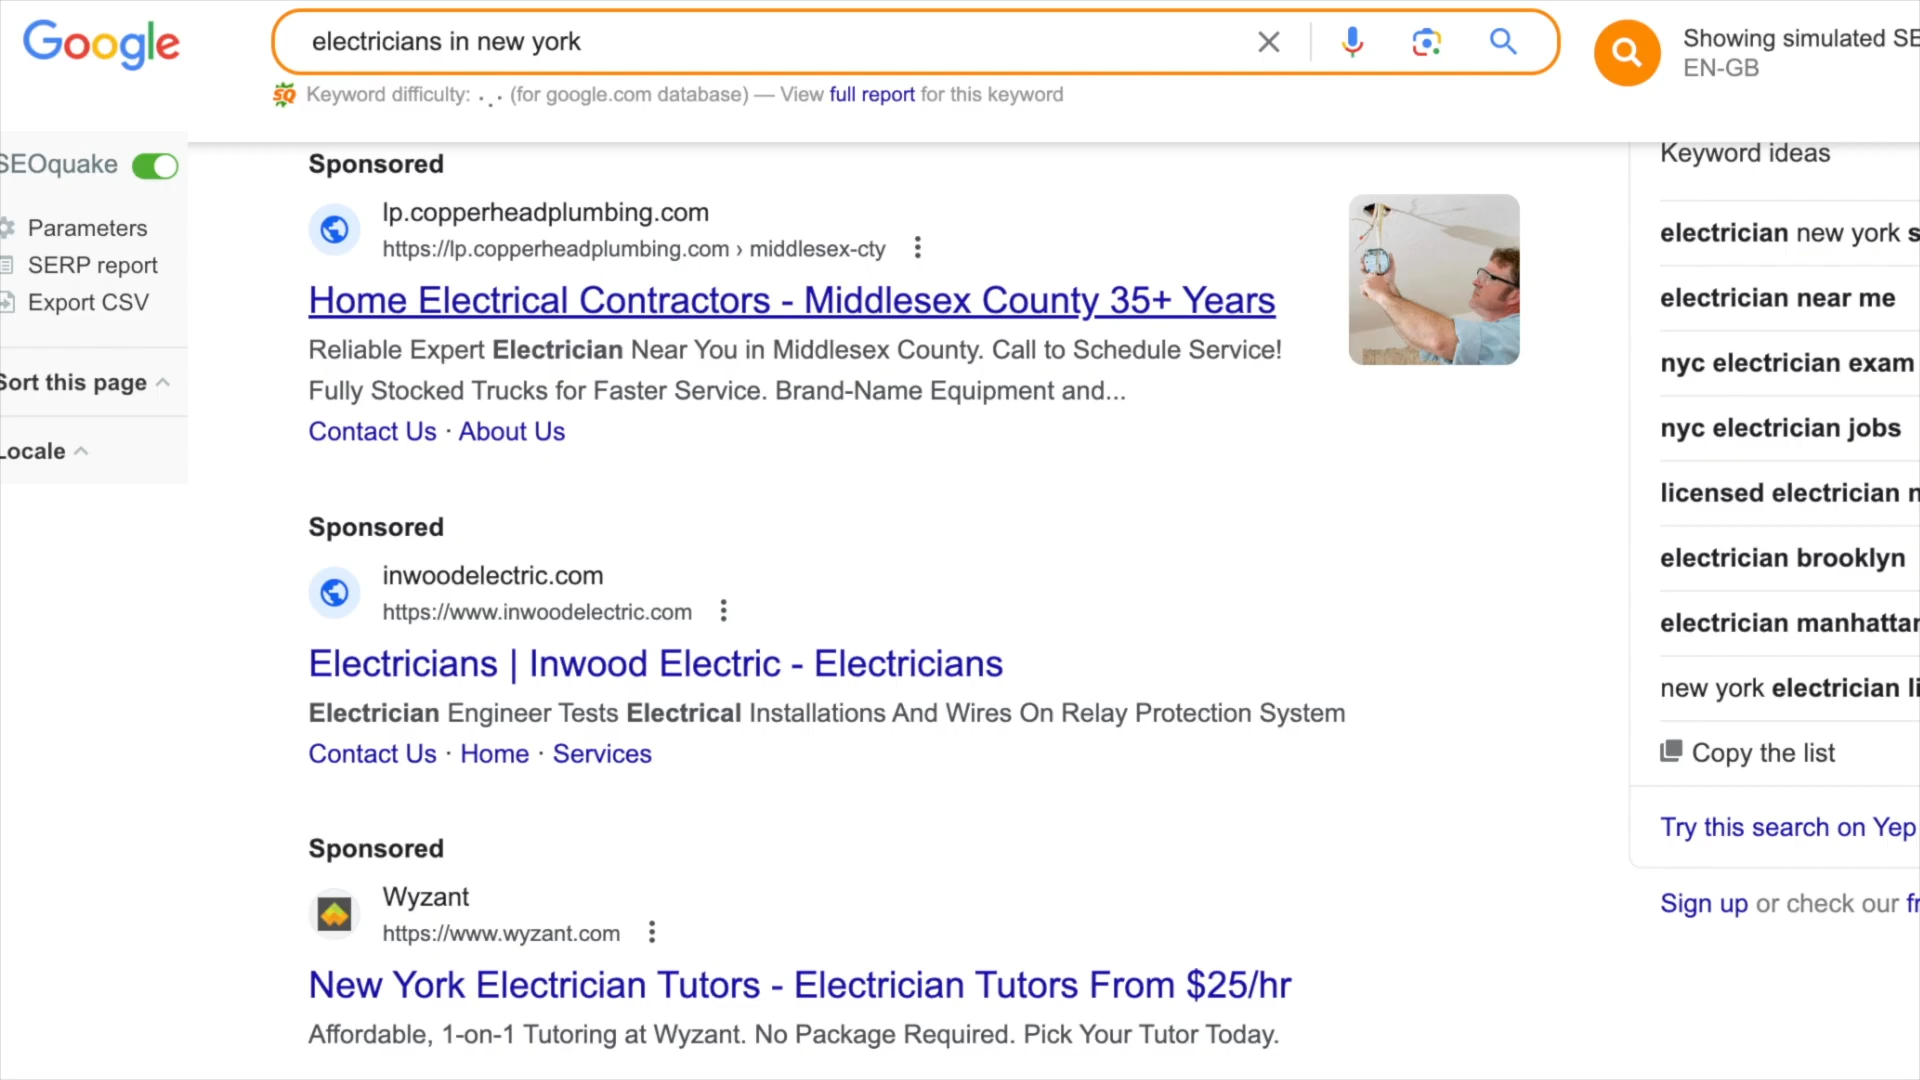 Google
electricians in new york
Showing simulated SE
EN-GB
SQ Keyword difficulty: (for google.com database) — View full report for this keyword
SEOquake
Parameters
SERP report
Export CSV
Sort this page
Locale
Sponsored
lp.copperheadplumbing.com
https://lp.copperheadplumbing.com › middlesex-cty
Home Electrical Contractors - Middlesex County 35+ Years
Reliable Expert Electrician Near You in Middlesex County. Call to Schedule Service!
Fully Stocked Trucks for Faster Service. Brand-Name Equipment and...
Contact Us · About Us
Sponsored
inwoodelectric.com
https://www.inwoodelectric.com
Electricians | Inwood Electric - Electricians
Electrician Engineer Tests Electrical Installations And Wires On Relay Protection System
Contact Us · Home · Services
Sponsored
Wyzant
https://www.wyzant.com
New York Electrician Tutors - Electrician Tutors From $25/hr
Affordable, 1-on-1 Tutoring at Wyzant. No Package Required. Pick Your Tutor Today.
Keyword ideas
electrician new york s
electrician near me
nyc electrician exam
nyc electrician jobs
licensed electrician n
electrician brooklyn
electrician manhattan
new york electrician li
Copy the list
Try this search on Yep
Sign up or check our fr